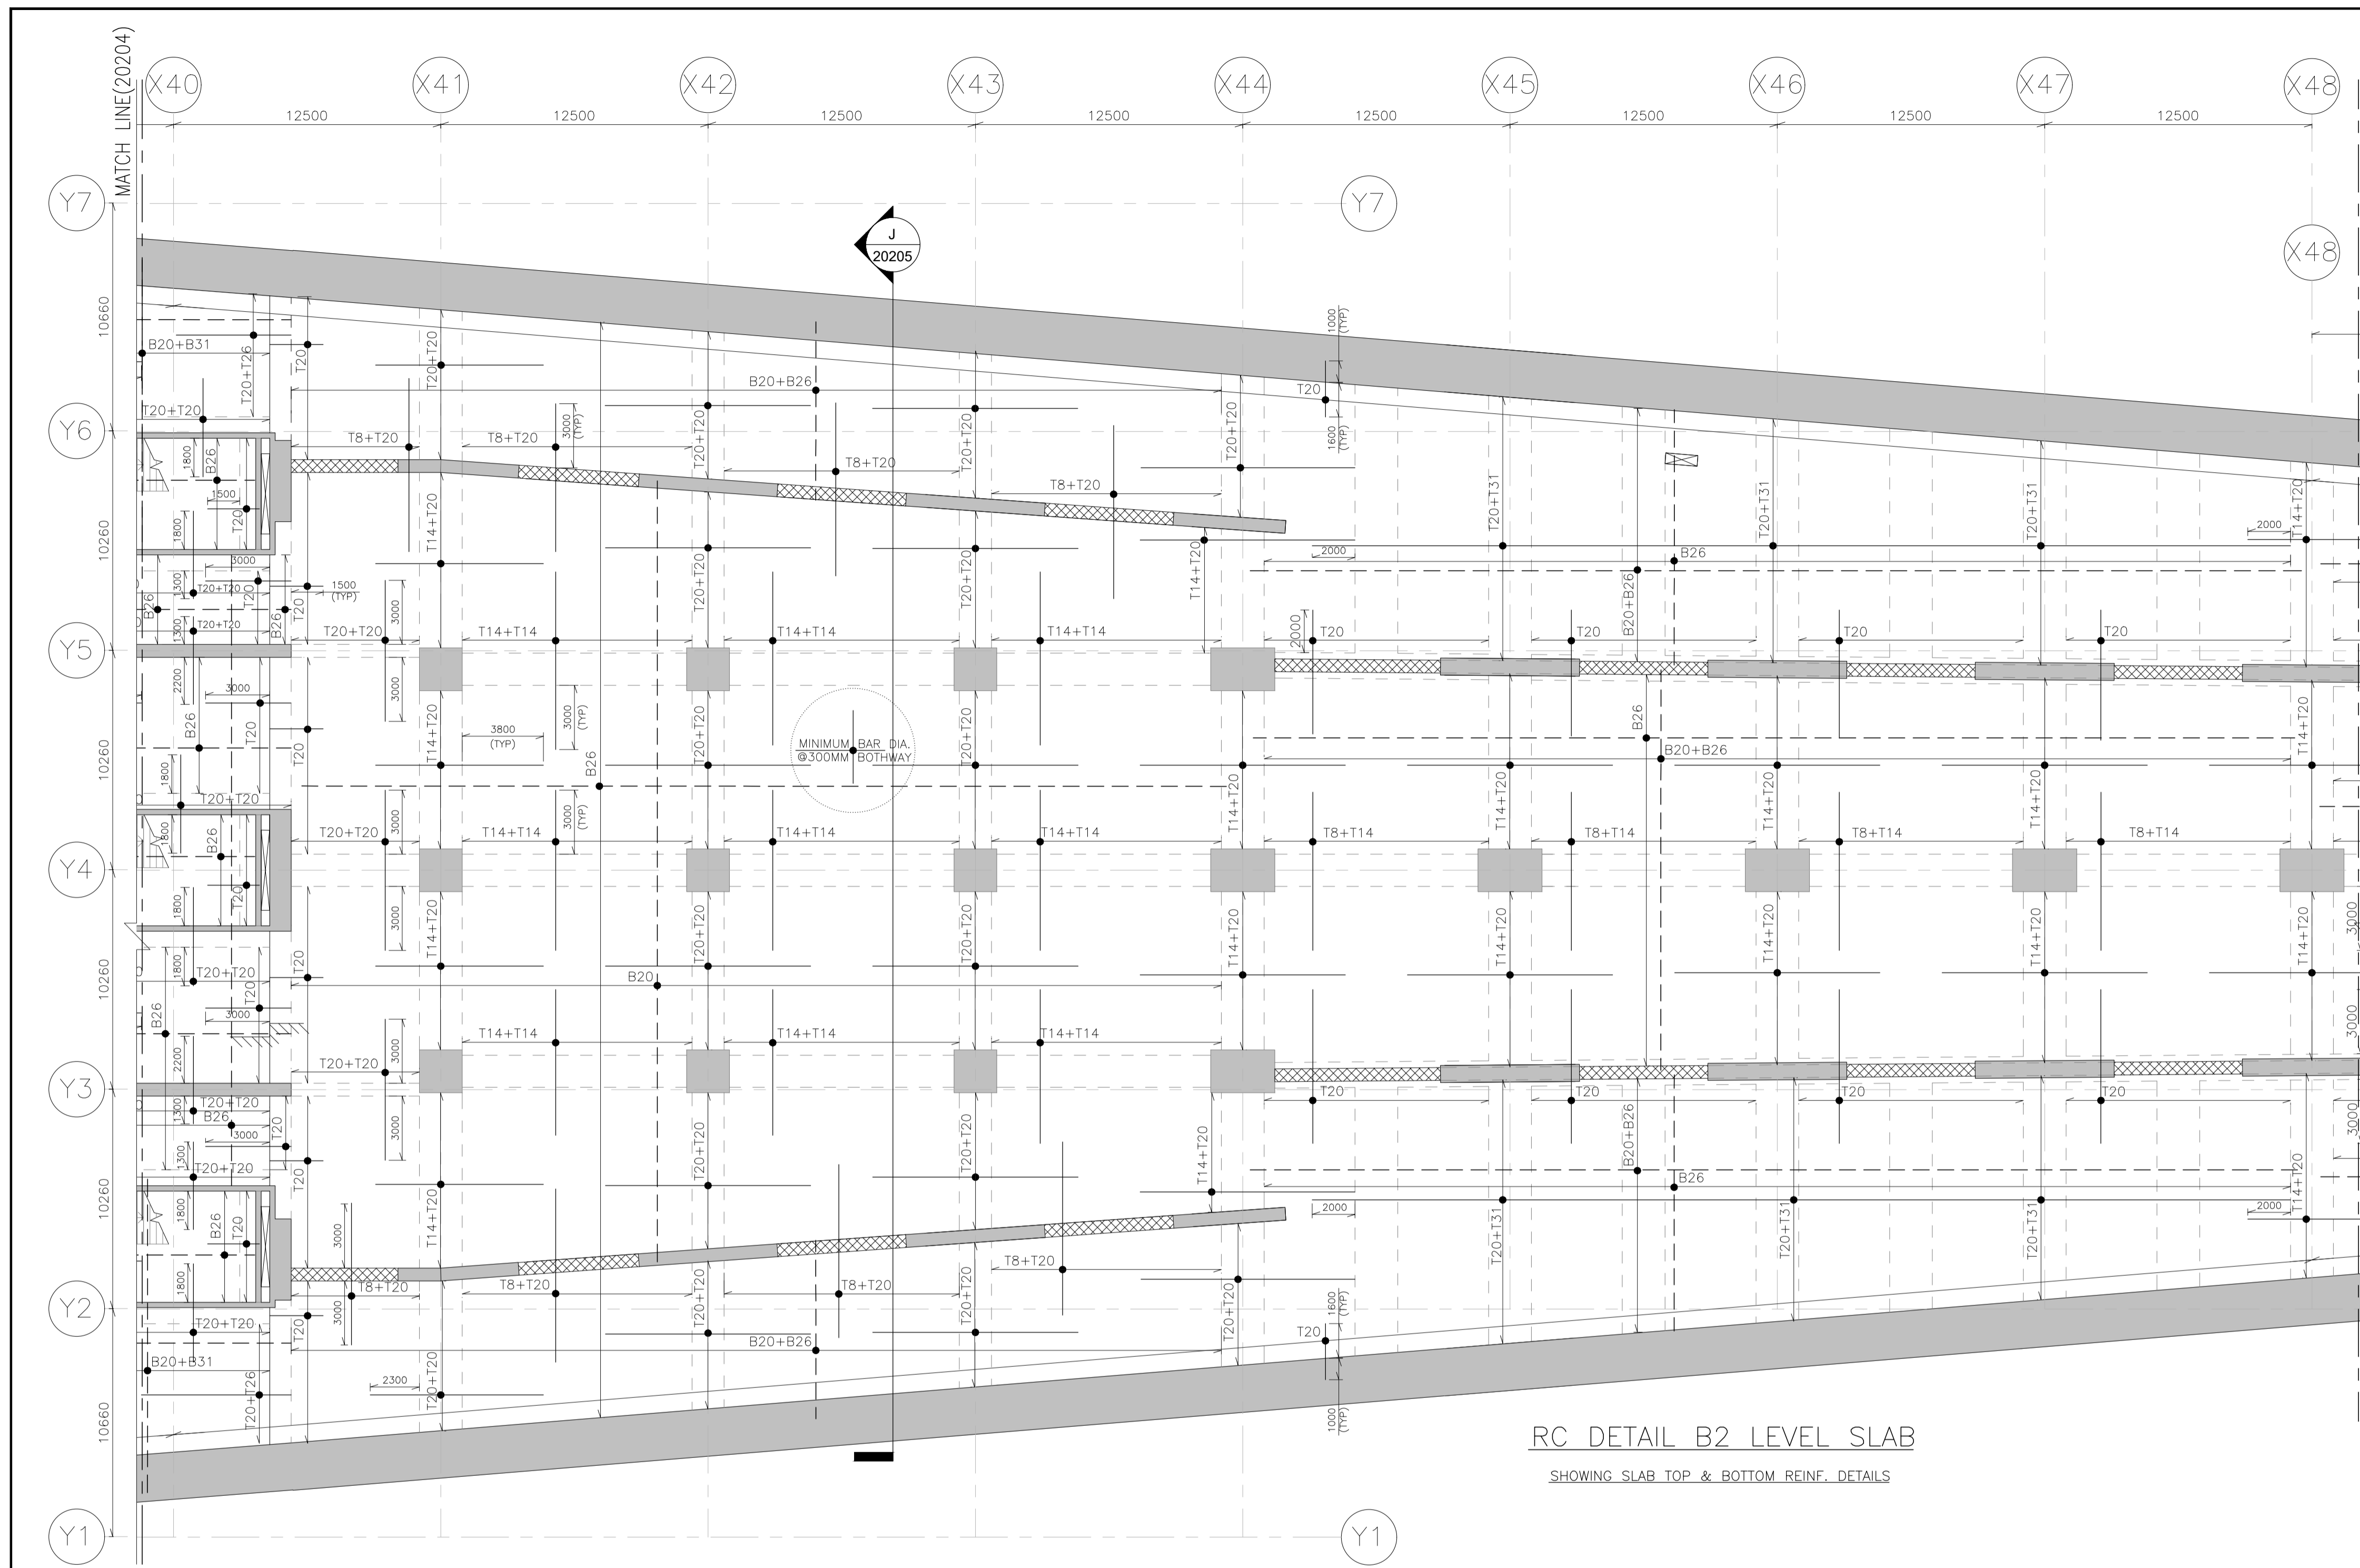 MATCH LINE(20204)
X40
X41
X42
X43
X44
X45
X46
X47
X48
12500
12500
12500
12500
12500
12500
12500
12500
Y7
Y7
J
20205
X48
10660
B20+B31
T20+T26
T20
T20+T20
B20+B26
1000
(TYP)
T20
1600
(TYP)
T20+T20
Y6
T20+T20
T8+T20
T8+T20
3000
(TYP)
T20+T20
T8+T20
T20+T20
T8+T20
1800
B26
1500
T20
1800
T14+T20
T20+T31
T20+T31
T20+T31
T14+T20
2000
10260
3000
1300
T20+T20
B26
T20
B26
T20
1500
(TYP)
3000
T20+T20
T20+T20
T14+T20
2000
B26
B20+B26
1300
T20+T20
Y5
T20+T20
T14+T14
T14+T14
T14+T14
2000
T20
T20
T20
T20
2200
3000
B26
T20
T20
3000
T14+T20
3800
(TYP)
3000
(TYP)
T20+T20
T20+T20
MINIMUM BAR DIA.
@300MM BOTHWAY
B26
B26
B20+B26
T14+T20
10260
1800
T20+T20
T14+T20
T14+T20
T14+T20
T14+T20
1800
B26
T20
1800
T20+T20
3000
T14+T14
3000
(TYP)
T14+T14
T14+T14
T8+T14
T8+T14
T8+T14
T8+T14
Y4
3000
T14+T20
T20+T20
T20+T20
T14+T20
T14+T20
T14+T20
T14+T20
T14+T20
3000
10260
1800
T20+T20
T20
T20
3000
B26
B20
2200
T20+T20
3000
T14+T14
T14+T14
T14+T14
3000
Y3
1300
T20+T20
B26
3000
T20
1300
T20+T20
T20
3000
T20
T20
T20
T20
3000
10260
T14+T20
T20+T20
T20+T20
T14+T20
B20+B26
B26
2000
T20+T31
T20+T31
T20+T31
2000
T14+T20
1800
B26
T20
1800
3000
T8+T20
3000
T8+T20
T8+T20
T8+T20
Y2
T20+T20
T20
T20+T20
T20+T20
T20+T20
1600
(TYP)
T20
1000
(TYP)
B20+B31
T20+T26
2300
T20+T20
B20+B26
10660
RC DETAIL B2 LEVEL SLAB
SHOWING SLAB TOP & BOTTOM REINF. DETAILS
Y1
Y1